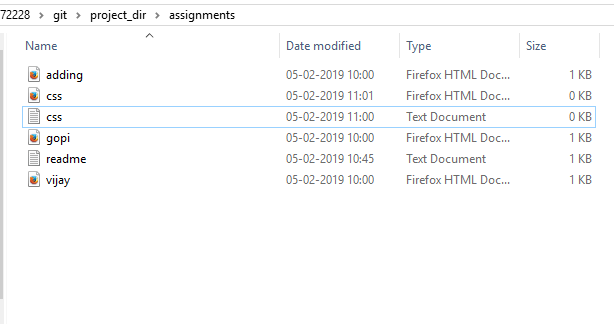 72228 > git > project_dir > assignments
Name Date modified Type Size
adding 05-02-2019 10:00 Firefox HTML Doc... 1 KB
css 05-02-2019 11:01 Firefox HTML Doc... 0 KB
css 05-02-2019 11:00 Text Document 0 KB
gopi 05-02-2019 10:00 Firefox HTML Doc... 1 KB
readme 05-02-2019 10:45 Text Document 1 KB
vijay 05-02-2019 10:00 Firefox HTML Doc... 1 KB